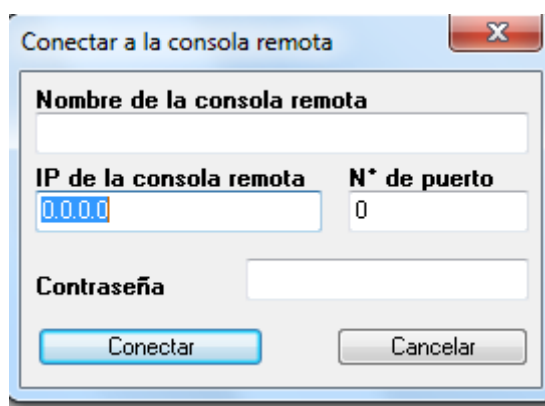 Conectar a la consola remota
Nombre de la consola remota
IP de la consola remota N° de puerto
0.0.0.0 0
Contraseña
Conectar Cancelar